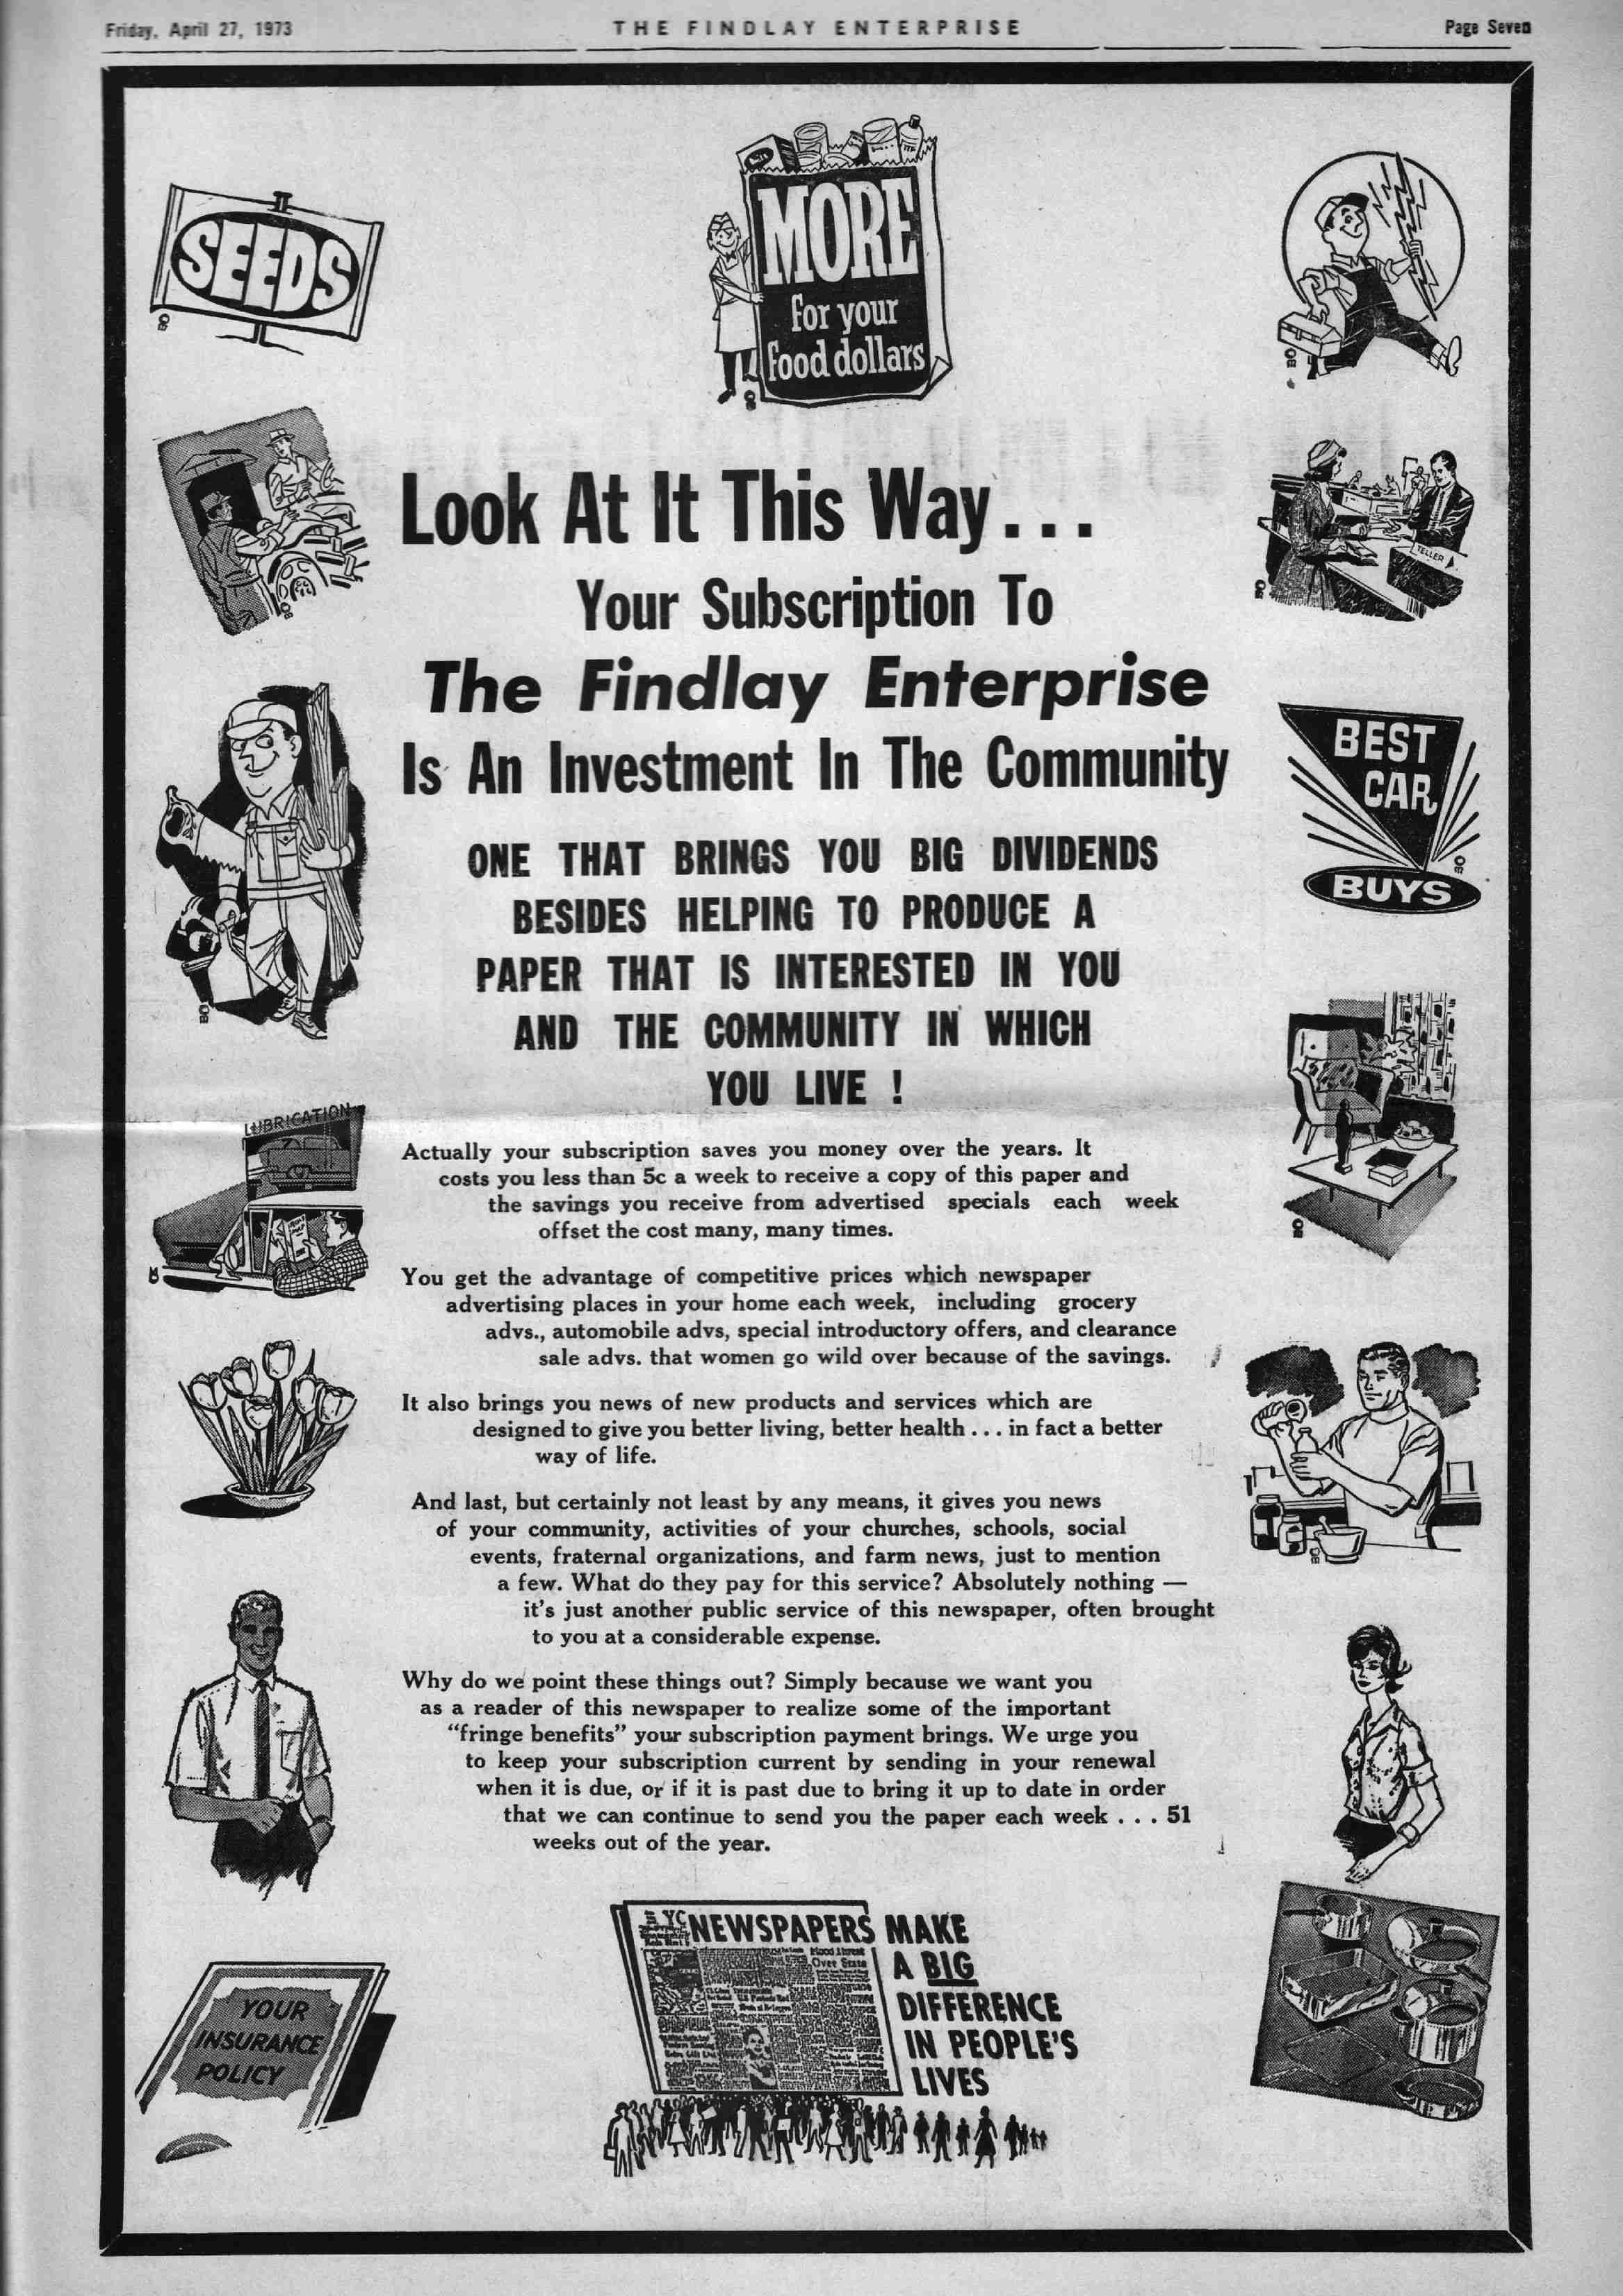 Friday, April 27, 1973
THE FINDLAY ENTERPRISE
Page Seven
SEEDS
MORE
for your
food dollars
Look At It This Way...
Your Subscription To
The Findlay Enterprise
Is An Investment In The Community
ONE THAT BRINGS YOU BIG DIVIDENDS
BESIDES HELPING TO PRODUCE A
PAPER THAT IS INTERESTED IN YOU
AND THE COMMUNITY IN WHICH
YOU LIVE !
TELLER
BEST
CAR
BUYS
LUBRICATION
Actually your subscription saves you money over the years. It
costs you less than 5c a week to receive a copy of this paper and
the savings you receive from advertised specials each week
offset the cost many, many times.
You get the advantage of competitive prices which newspaper
advertising places in your home each week, including grocery
advs., automobile advs, special introductory offers, and clearance
sale advs. that women go wild over because of the savings.
It also brings you news of new products and services which are
designed to give you better living, better health ... in fact a better
way of life.
And last, but certainly not least by any means, it gives you news
of your community, activities of your churches, schools, social
events, fraternal organizations, and farm news, just to mention
a few. What do they pay for this service? Absolutely nothing —
it's just another public service of this newspaper, often brought
to you at a considerable expense.
Why do we point these things out? Simply because we want you
as a reader of this newspaper to realize some of the important
“fringe benefits” your subscription payment brings. We urge you
to keep your subscription current by sending in your renewal
when it is due, or if it is past due to bring it up to date in order
that we can continue to send you the paper each week . . . 51
weeks out of the year.
YOUR
INSURANCE
POLICY
NEWSPAPERS MAKE
A BIG
DIFFERENCE
IN PEOPLE'S
LIVES
Over State